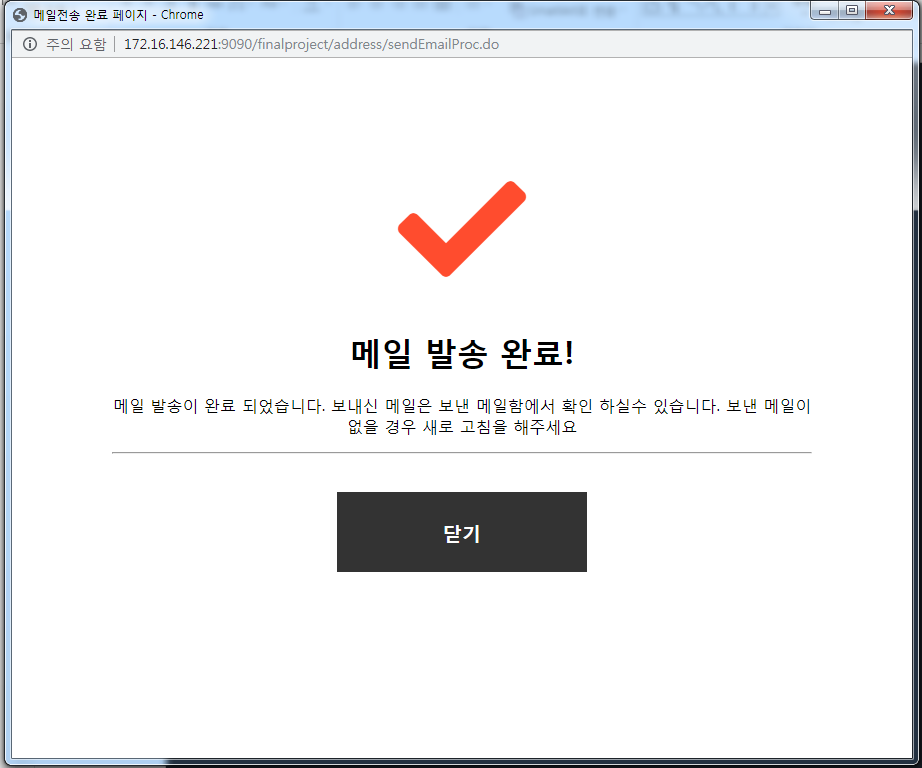 메일전송 완료 페이지 - Chrome
주의 요함 172.16.146.221:9090/finalproject/address/sendEmailProc.do
메일 발송 완료!
메일 발송이 완료 되었습니다. 보내신 메일은 보낸 메일함에서 확인 하실수 있습니다. 보낸 메일이
없을 경우 새로 고침을 해주세요
닫기